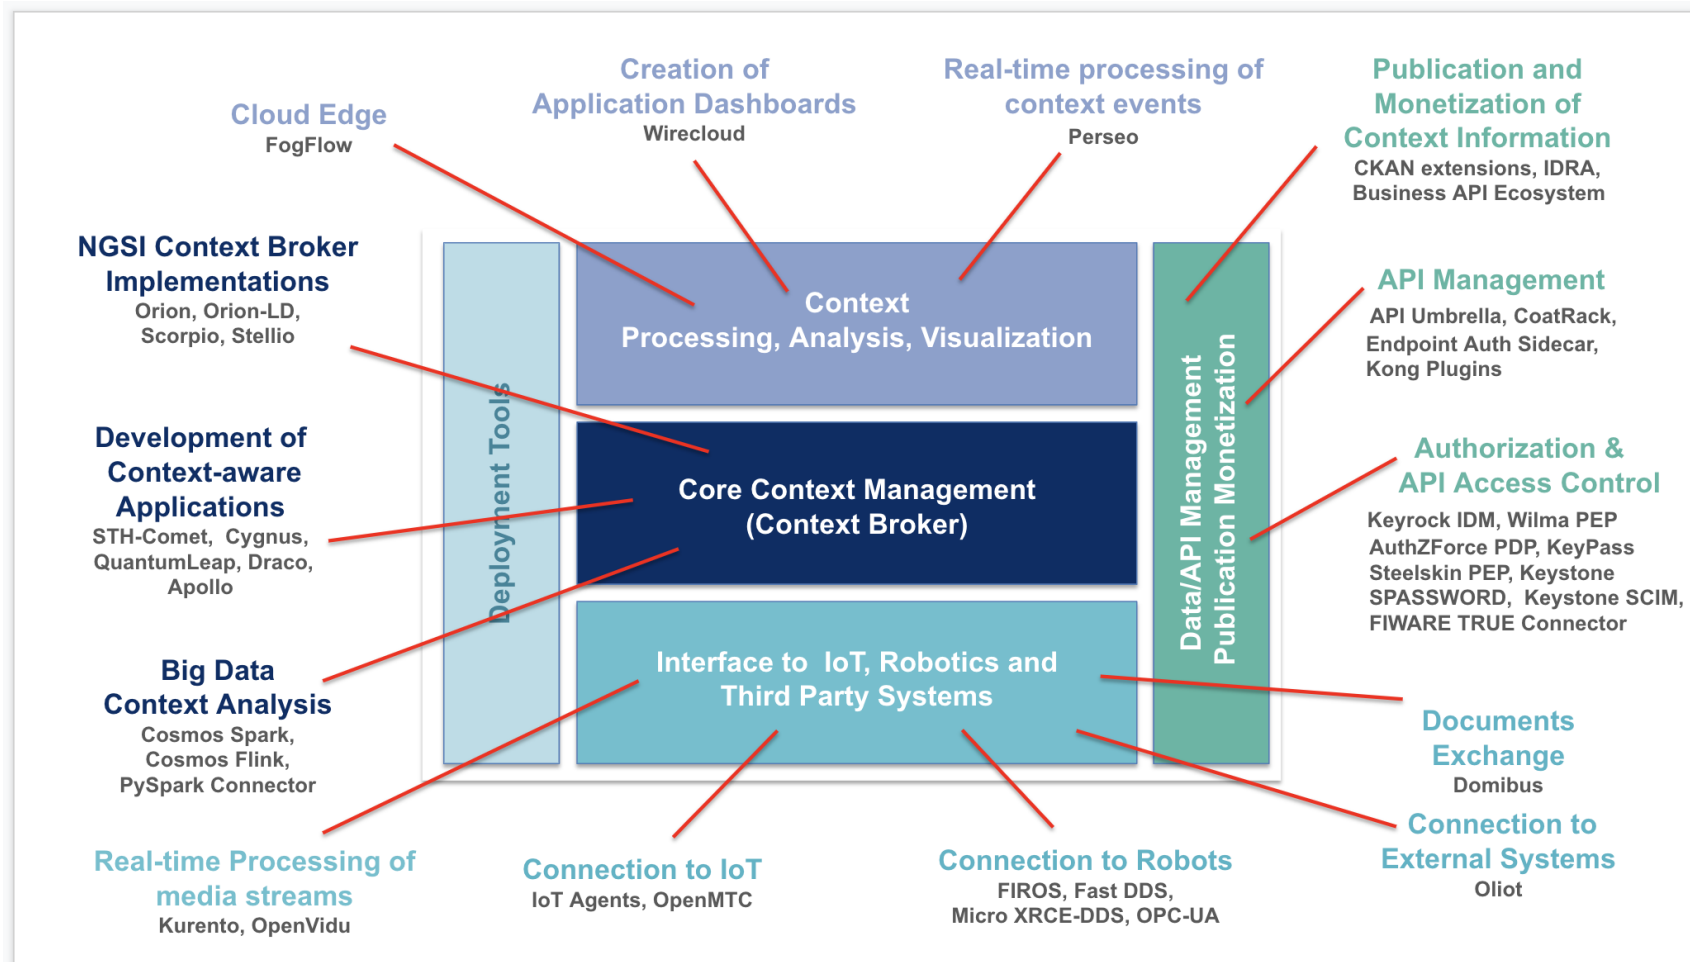 Cloud Edge
FogFlow
Creation of
Application Dashboards
Wirecloud
Real-time processing of
context events
Perseo
Publication and
Monetization of
Context Information
CKAN extensions, IDRA,
Business API Ecosystem
NGSI Context Broker
Implementations
Orion, Orion-LD,
Scorpio, Stellio
Development of
Context-aware
Applications
STH-Comet, Cygnus,
QuantumLeap, Draco,
Apollo
Big Data
Context Analysis
Cosmos Spark,
Cosmos Flink,
PySpark Connector
Deployment Tools
Context
Processing, Analysis, Visualization
Core Context Management
(Context Broker)
Interface to IoT, Robotics and
Third Party Systems
Data/API Management
Publication Monetization
API Management
API Umbrella, CoatRack,
Endpoint Auth Sidecar,
Kong Plugins
Authorization &
API Access Control
Keyrock IDM, Wilma PEP
AuthZForce PDP, KeyPass
Steelskin PEP, Keystone
SPASSWORD, Keystone SCIM,
FIWARE TRUE Connector
Documents
Exchange
Domibus
Connection to
External Systems
Oliot
Real-time Processing of
media streams
Kurento, OpenVidu
Connection to IoT
IoT Agents, OpenMTC
Connection to Robots
FIROS, Fast DDS,
Micro XRCE-DDS, OPC-UA